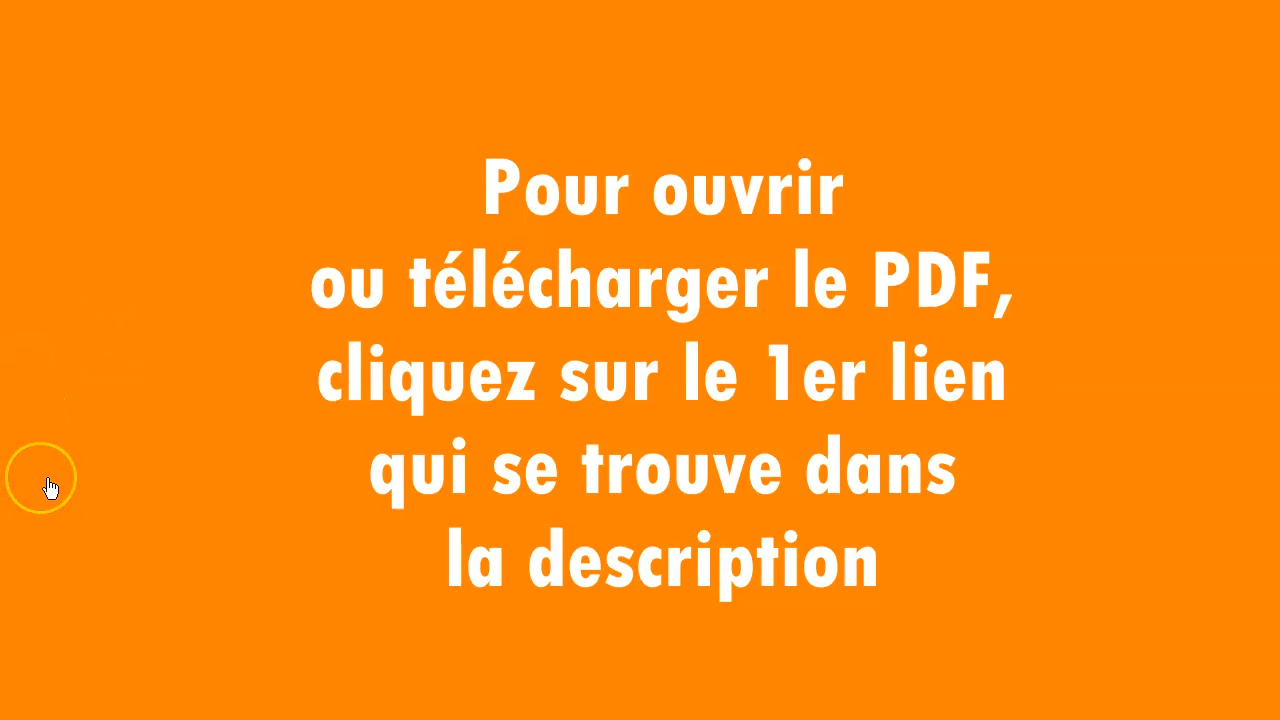 Pour ouvrir
ou télécharger le PDF,
cliquez sur le 1er lien
qui se trouve dans
la description